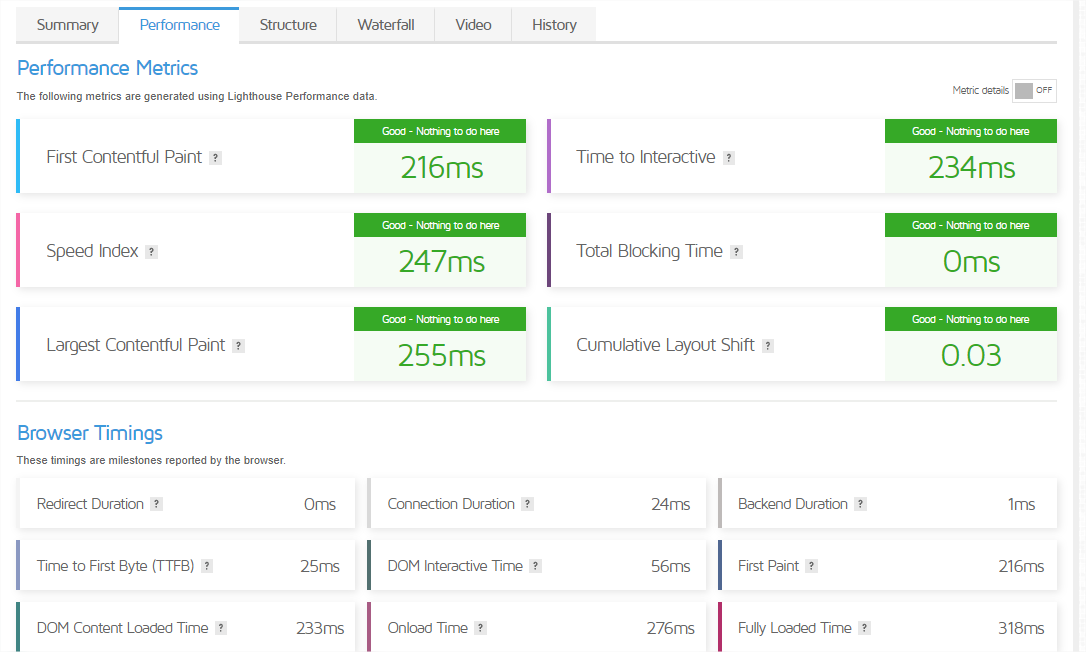 Summary Performance Structure Waterfall Video History
Performance Metrics
The following metrics are generated using Lighthouse Performance data.
Metric details OFF
First Contentful Paint ?
Good - Nothing to do here
216ms
Time to Interactive ?
Good - Nothing to do here
234ms
Speed Index ?
Good - Nothing to do here
247ms
Total Blocking Time ?
Good - Nothing to do here
0ms
Largest Contentful Paint ?
Good - Nothing to do here
255ms
Cumulative Layout Shift ?
Good - Nothing to do here
0.03
Browser Timings
These timings are milestones reported by the browser.
Redirect Duration ? 0ms
Connection Duration ? 24ms
Backend Duration ? 1ms
Time to First Byte (TTFB) ? 25ms
DOM Interactive Time ? 56ms
First Paint ? 216ms
DOM Content Loaded Time ? 233ms
Onload Time ? 276ms
Fully Loaded Time ? 318ms